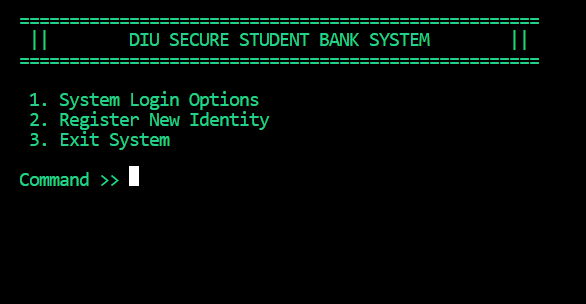 ====================================================
||        DIU SECURE STUDENT BANK SYSTEM        ||
====================================================
1. System Login Options
2. Register New Identity
3. Exit System
Command >>